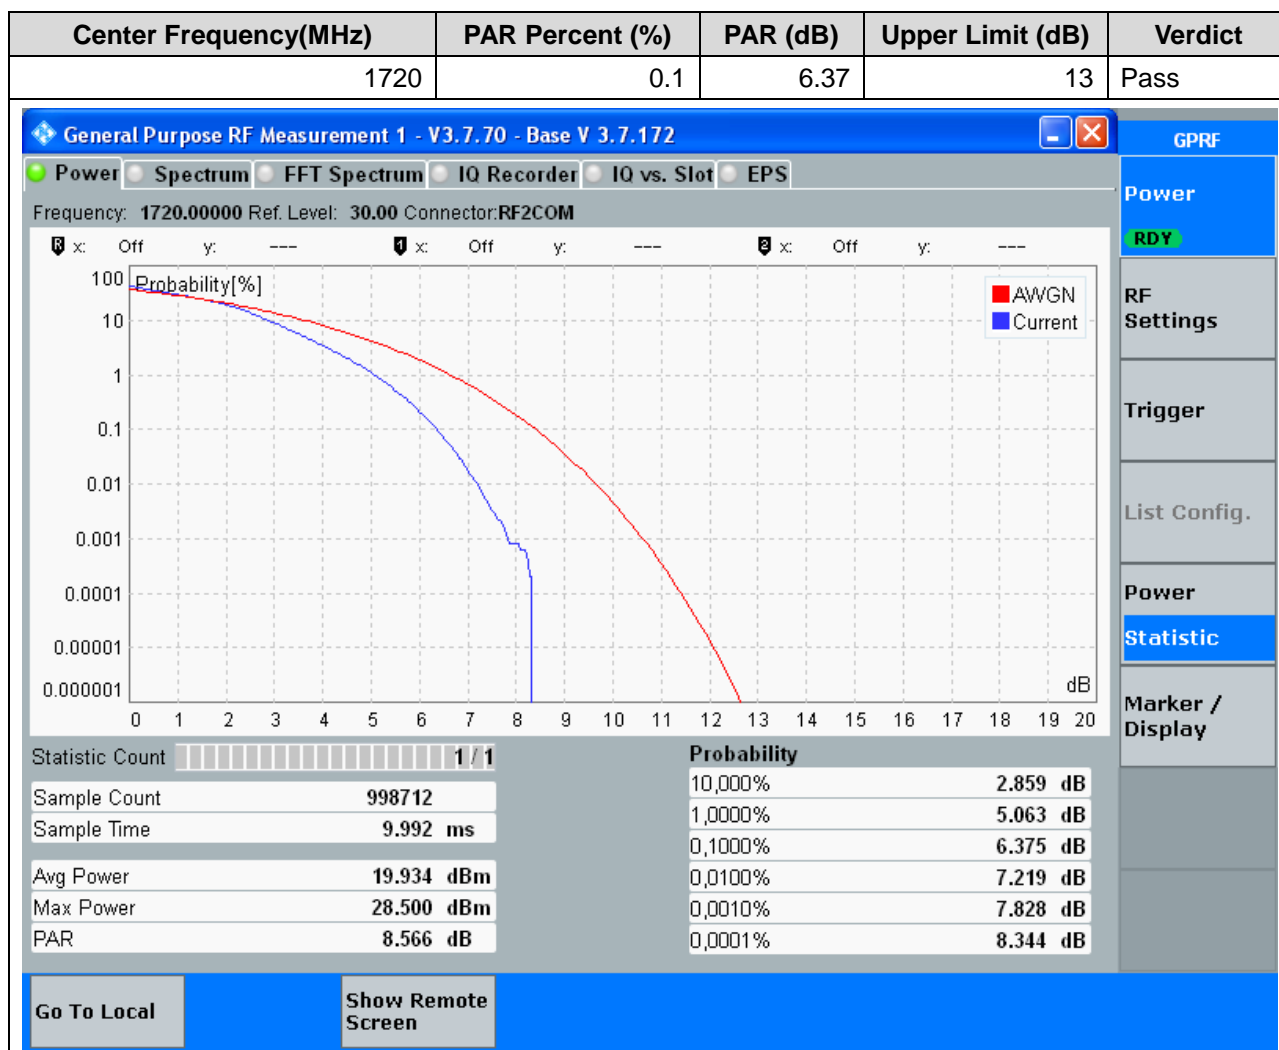 Center Frequency(MHz) PAR Percent (%) PAR (dB) Upper Limit (dB) Verdict
1720 0.1 6.37 13 Pass
General Purpose RF Measurement 1 - V3.7.70 - Base V 3.7.172
GPRF
Power Spectrum FFT Spectrum IQ Recorder IQ vs. Slot EPS
Frequency: 1720.00000 Ref. Level: 30.00 Connector:RF2COM
R x: Off y: --- 1 x: Off y: --- 2 x: Off y: ---
Probability[%]
AWGN
Current
100
10
1
0.1
0.01
0.001
0.0001
0.00001
0.000001
dB
0 1 2 3 4 5 6 7 8 9 10 11 12 13 14 15 16 17 18 19 20
Statistic Count 1 / 1
Sample Count 998712
Sample Time 9.992 ms
Avg Power 19.934 dBm
Max Power 28.500 dBm
PAR 8.566 dB
Probability
10,000% 2.859 dB
1,0000% 5.063 dB
0,1000% 6.375 dB
0,0100% 7.219 dB
0,0010% 7.828 dB
0,0001% 8.344 dB
Power
RDY
RF
Settings
Trigger
List Config.
Power
Statistic
Marker /
Display
Go To Local
Show Remote
Screen